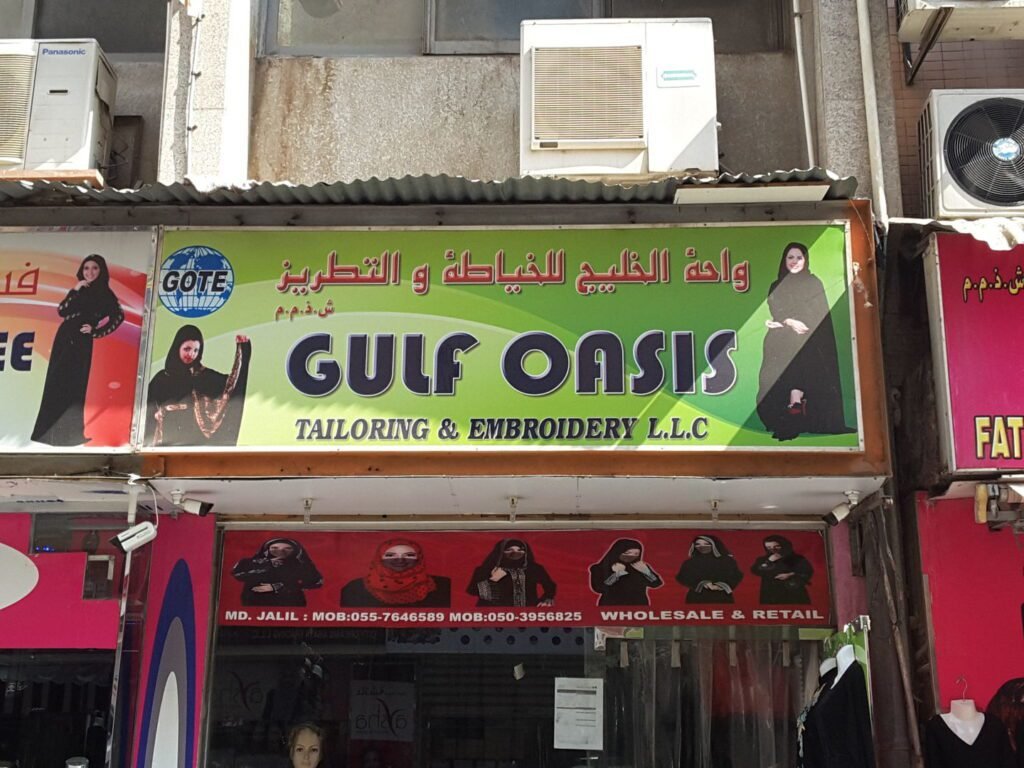 Panasonic
GOTE
واحة الخليج للخياطة و التطريز
ش.ذ.م.م
GULF OASIS
TAILORING & EMBROIDERY L.L.C
EE
ش.ذ.م.م
FAT
MD. JALIL : MOB:055-7646589 MOB:050-3956825 WHOLESALE & RETAIL